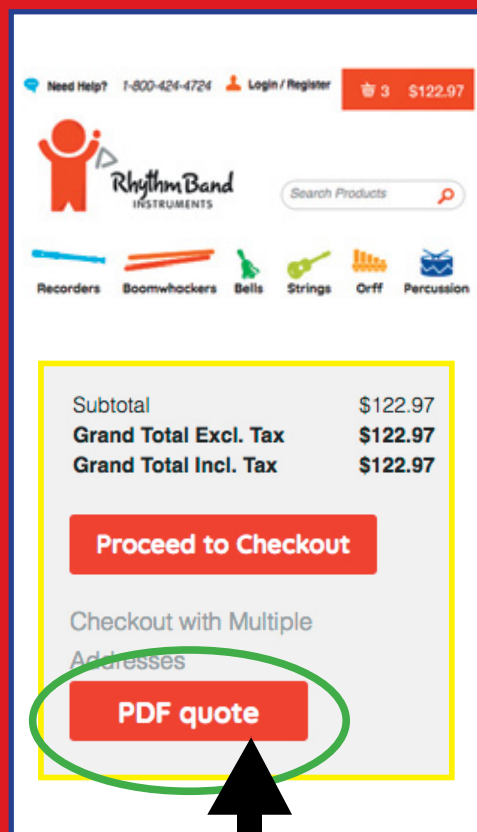 Need Help? 1-800-424-4724 Login / Register 3 $122.97
Rhythm Band
INSTRUMENTS
Search Products
Recorders Boomwhackers Bells Strings Orff Percussion
Subtotal $122.97
Grand Total Excl. Tax $122.97
Grand Total Incl. Tax $122.97
Proceed to Checkout
Checkout with Multiple
Addresses
PDF quote